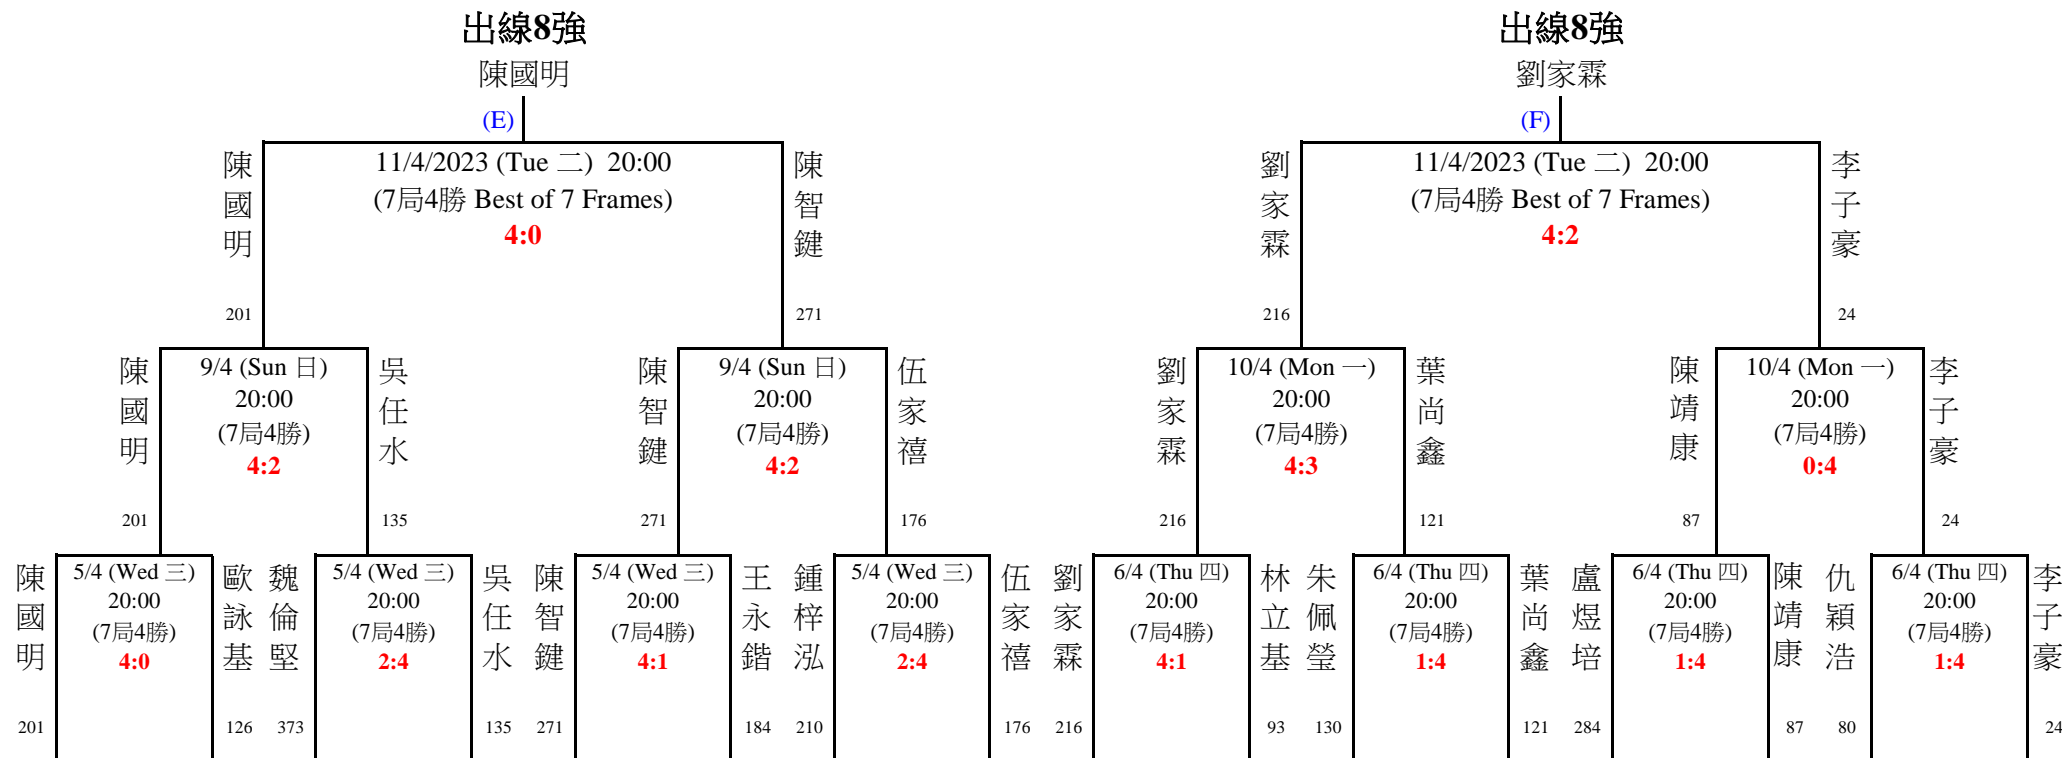 出線8強
陳國明
(E)
陳國明
11/4/2023 (Tue 二) 20:00
(7局4勝 Best of 7 Frames)
4:0
陳智鍵
201
271
陳國明
9/4 (Sun 日)
20:00
(7局4勝)
4:2
吳任水
201
135
陳智鍵
9/4 (Sun 日)
20:00
(7局4勝)
4:2
伍家禧
271
176
陳國明
5/4 (Wed 三)
20:00
(7局4勝)
4:0
歐詠基
201
126
魏倫堅
5/4 (Wed 三)
20:00
(7局4勝)
2:4
吳任水
373
135
陳智鍵
5/4 (Wed 三)
20:00
(7局4勝)
4:1
王永鍇
271
184
鍾梓泓
5/4 (Wed 三)
20:00
(7局4勝)
2:4
伍家禧
210
176
出線8強
劉家霖
(F)
劉家霖
11/4/2023 (Tue 二) 20:00
(7局4勝 Best of 7 Frames)
4:2
李子豪
216
24
劉家霖
10/4 (Mon 一)
20:00
(7局4勝)
4:3
葉尚鑫
216
121
陳靖康
10/4 (Mon 一)
20:00
(7局4勝)
0:4
李子豪
87
24
劉家霖
6/4 (Thu 四)
20:00
(7局4勝)
4:1
林立基
216
93
朱佩瑩
6/4 (Thu 四)
20:00
(7局4勝)
1:4
葉尚鑫
130
121
盧煜培
6/4 (Thu 四)
20:00
(7局4勝)
1:4
陳靖康
284
87
仇穎浩
6/4 (Thu 四)
20:00
(7局4勝)
1:4
李子豪
80
24